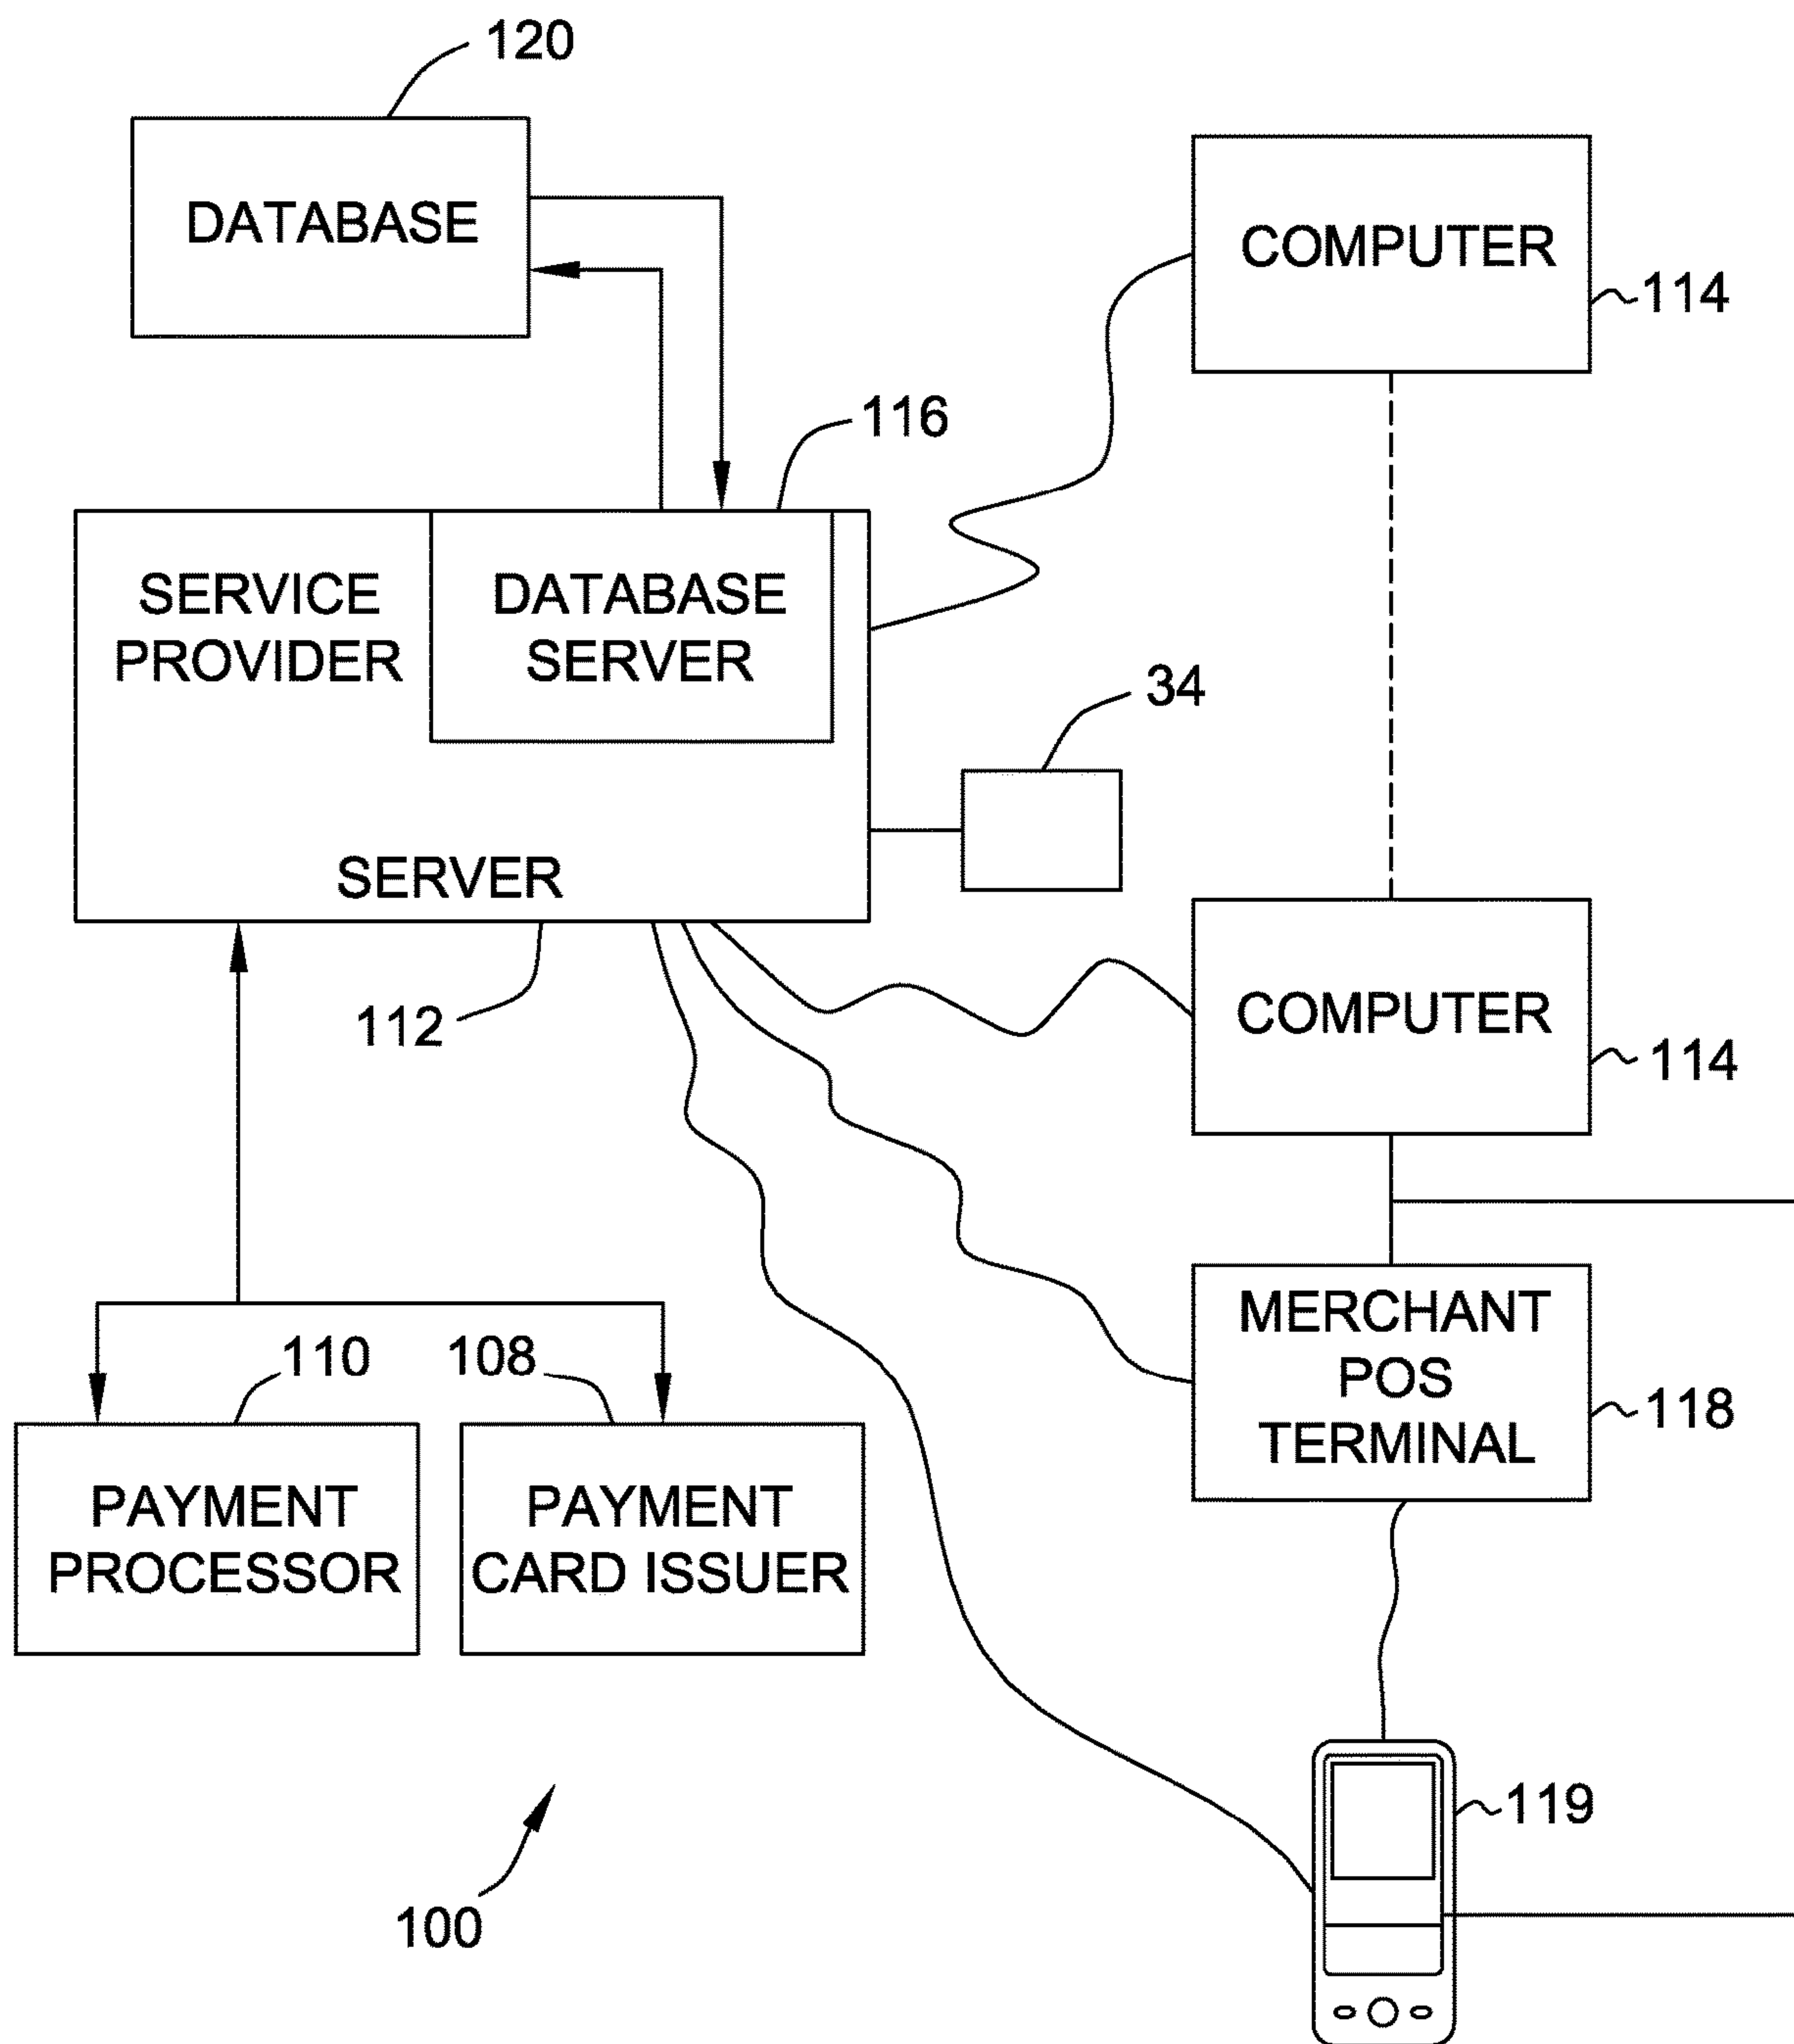 120
DATABASE
COMPUTER
114
116
SERVICE
PROVIDER
DATABASE
SERVER
34
SERVER
112
COMPUTER
114
110
108
MERCHANT
POS
TERMINAL
118
PAYMENT
PROCESSOR
PAYMENT
CARD ISSUER
119
100